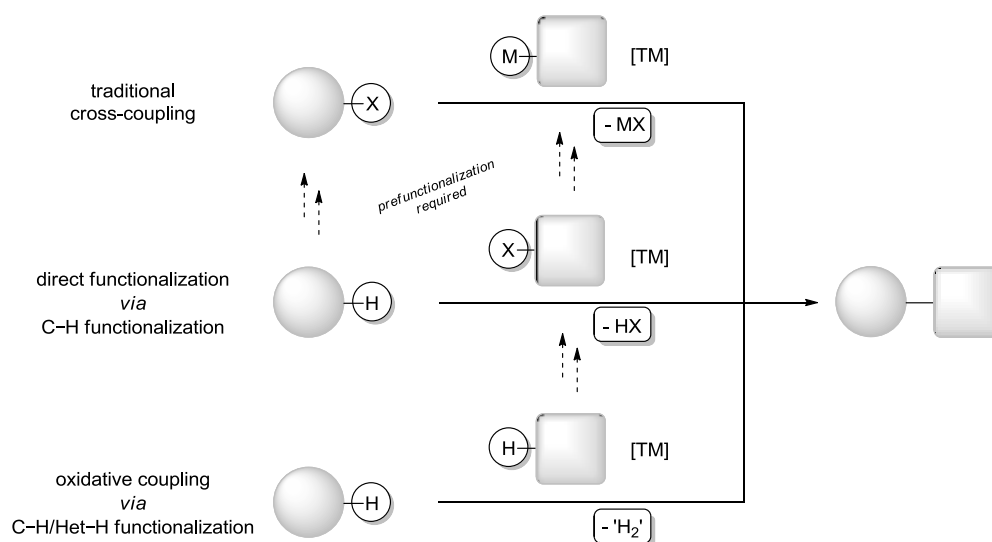 M
[TM]
traditional
cross-coupling
X
- MX
prefunctionalization
required
X
[TM]
direct functionalization
via
C−H functionalization
H
- HX
H
[TM]
oxidative coupling
via
C−H/Het−H functionalization
H
- 'H₂'